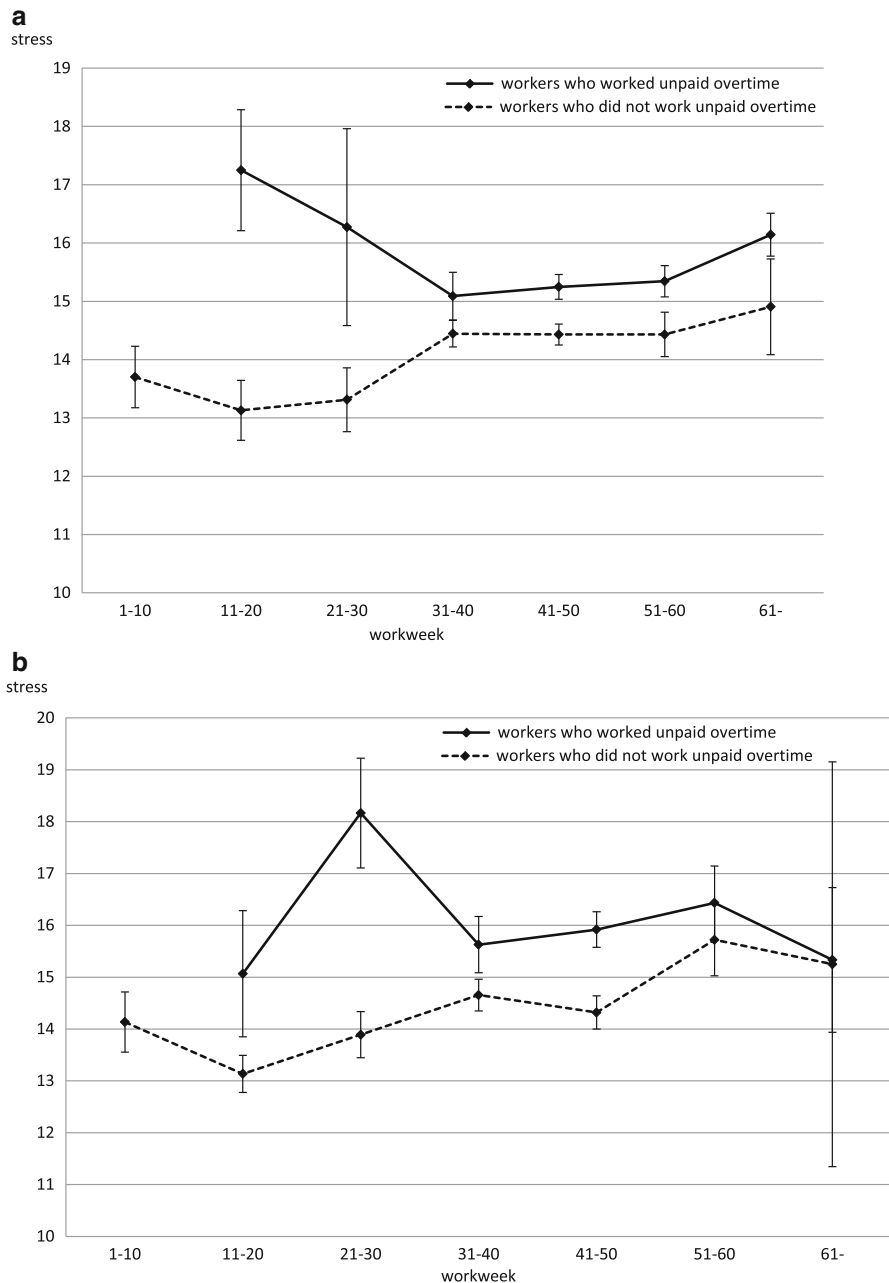 a
stress
19
workers who worked unpaid overtime
workers who did not work unpaid overtime
18
17
16
15
14
13
12
11
10
1-10 11-20 21-30 31-40 41-50 51-60 61-
workweek
b
stress
20
workers who worked unpaid overtime
workers who did not work unpaid overtime
19
18
17
16
15
14
13
12
11
10
1-10 11-20 21-30 31-40 41-50 51-60 61-
workweek